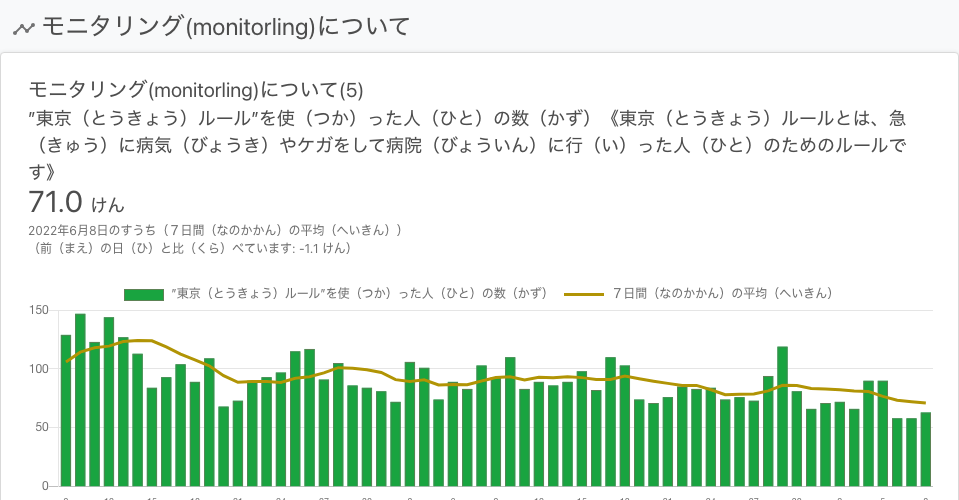 モニタリング(monitorling)について
モニタリング(monitorling)について(5)
”東京（とうきょう）ルール”を使（つか）った人（ひと）の数（かず）《東京（とうきょう）ルールとは、急
（きゅう）に病気（びょうき）やケガをして病院（びょういん）に行（い）った人（ひと）のためのルールで
す》
71.0 けん
2022年6月8日のすうち（７日間（なのかかん）の平均（へいきん））
（前（まえ）の日（ひ）と比（くら）べています: -1.1 けん）
”東京（とうきょう）ルール”を使（つか）った人（ひと）の数（かず） ７日間（なのかかん）の平均（へいきん）
150
100
50
0